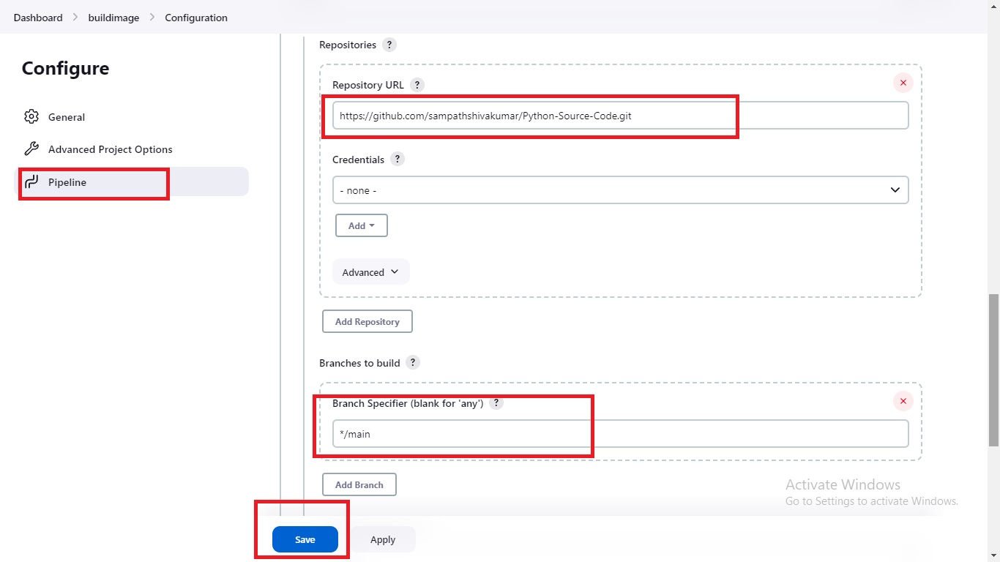 Dashboard > buildimage > Configuration
Configure
General
Advanced Project Options
Pipeline
Repositories ?
Repository URL ?
https://github.com/sampathshivakumar/Python-Source-Code.git
Credentials ?
- none -
Add
Advanced
Add Repository
Branches to build ?
Branch Specifier (blank for 'any') ?
*/main
Add Branch
Save
Apply
Activate Windows
Go to Settings to activate Windows.